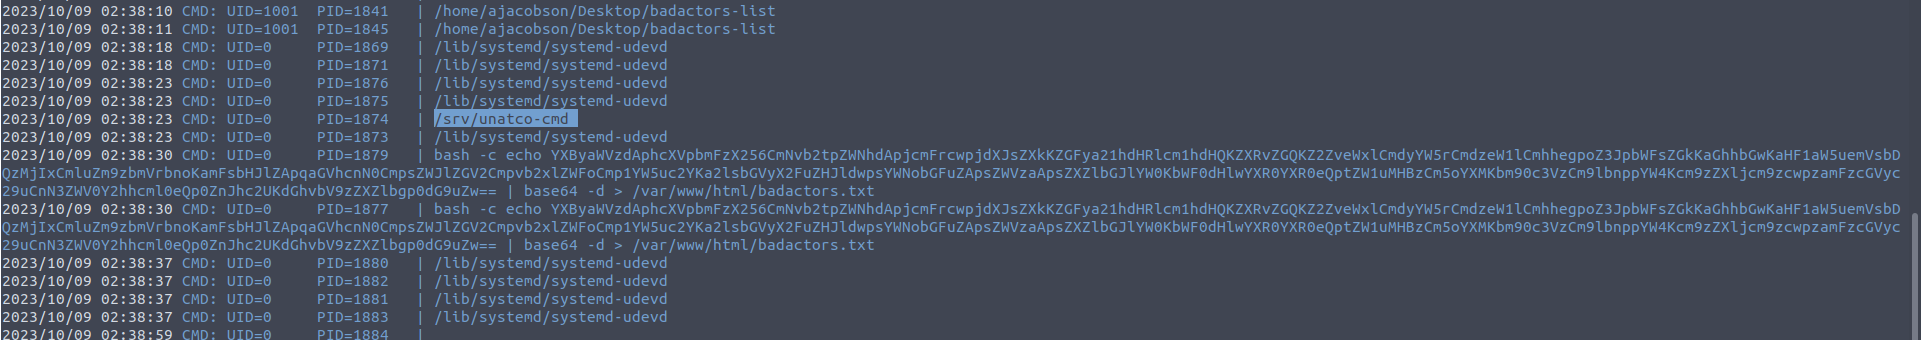 2023/10/09 02:38:10 CMD: UID=1001  PID=1841   | /home/ajacobson/Desktop/badactors-list
2023/10/09 02:38:11 CMD: UID=1001  PID=1845   | /home/ajacobson/Desktop/badactors-list
2023/10/09 02:38:18 CMD: UID=0     PID=1869   | /lib/systemd/systemd-udevd
2023/10/09 02:38:18 CMD: UID=0     PID=1871   | /lib/systemd/systemd-udevd
2023/10/09 02:38:23 CMD: UID=0     PID=1876   | /lib/systemd/systemd-udevd
2023/10/09 02:38:23 CMD: UID=0     PID=1875   | /lib/systemd/systemd-udevd
2023/10/09 02:38:23 CMD: UID=0     PID=1874   | /srv/unatco-cmd
2023/10/09 02:38:23 CMD: UID=0     PID=1873   | /lib/systemd/systemd-udevd
2023/10/09 02:38:30 CMD: UID=0     PID=1879   | bash -c echo YXByaWVzdAphcXVpbmFzX256CmNvb2tpZWNhdApjcmFrcwpjdXJsZXkKZGFya21hdHRlcm1hdHQKZXRvZGQKZ2ZveWxlCmdyYW5rCmdzeW1lCmhhegpoZ3JpbWFsZGkKaGhhbGwKaHF1aW5uemVsbD
QzMjIxCmluZm9zbmVrbnoKamFsbHJlZApqaGVhcnN0CmpsZWJlZGV2Cmpvb2xlZWFoCmp1YW5uc2YKa2lsbGVyX2FuZHJldwpsYWNobGFuZApsZWVzaApsZXZlbGJlYW0KbWF0dHlwYXR0YXR0eQptZW1uMHBzCm5oYXMKbm90c3VzCm9lbnppYW4Kcm9zZXljcm9zcwpzamFzcGVyc
29uCnN3ZWV0Y2hhcml0eQp0ZnJhc2UKdGhvbV9zZXZlbgp0dG9uZw== | base64 -d > /var/www/html/badactors.txt
2023/10/09 02:38:30 CMD: UID=0     PID=1877   | bash -c echo YXByaWVzdAphcXVpbmFzX256CmNvb2tpZWNhdApjcmFrcwpjdXJsZXkKZGFya21hdHRlcm1hdHQKZXRvZGQKZ2ZveWxlCmdyYW5rCmdzeW1lCmhhegpoZ3JpbWFsZGkKaGhhbGwKaHF1aW5uemVsbD
QzMjIxCmluZm9zbmVrbnoKamFsbHJlZApqaGVhcnN0CmpsZWJlZGV2Cmpvb2xlZWFoCmp1YW5uc2YKa2lsbGVyX2FuZHJldwpsYWNobGFuZApsZWVzaApsZXZlbGJlYW0KbWF0dHlwYXR0YXR0eQptZW1uMHBzCm5oYXMKbm90c3VzCm9lbnppYW4Kcm9zZXljcm9zcwpzamFzcGVyc
29uCnN3ZWV0Y2hhcml0eQp0ZnJhc2UKdGhvbV9zZXZlbgp0dG9uZw== | base64 -d > /var/www/html/badactors.txt
2023/10/09 02:38:37 CMD: UID=0     PID=1880   | /lib/systemd/systemd-udevd
2023/10/09 02:38:37 CMD: UID=0     PID=1882   | /lib/systemd/systemd-udevd
2023/10/09 02:38:37 CMD: UID=0     PID=1881   | /lib/systemd/systemd-udevd
2023/10/09 02:38:37 CMD: UID=0     PID=1883   | /lib/systemd/systemd-udevd
2023/10/09 02:38:59 CMD: UID=0     PID=1884   |